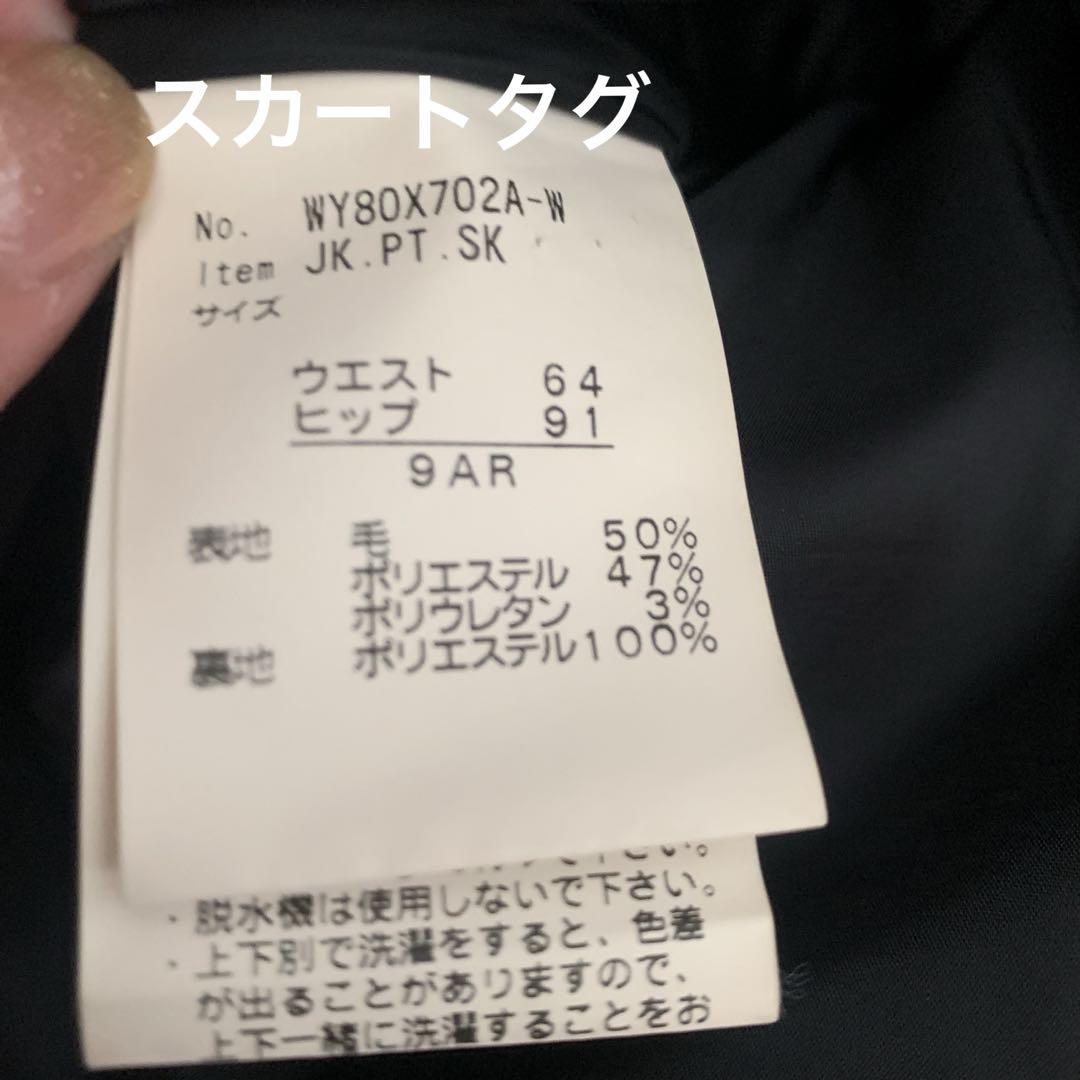 スカートタグ
No. WY80X702A-W
Item JK.PT.SK
サイズ
ウエスト 64
ヒップ 91
9AR
表地 毛 50%
ポリエステル 47%
ポリウレタン 3%
裏地 ポリエステル100%
下さい。
・脱水機は使用しないで下さい。
・上下別で洗濯をすると、色差
が出ることがありますので、
上下一緒に洗濯することをお